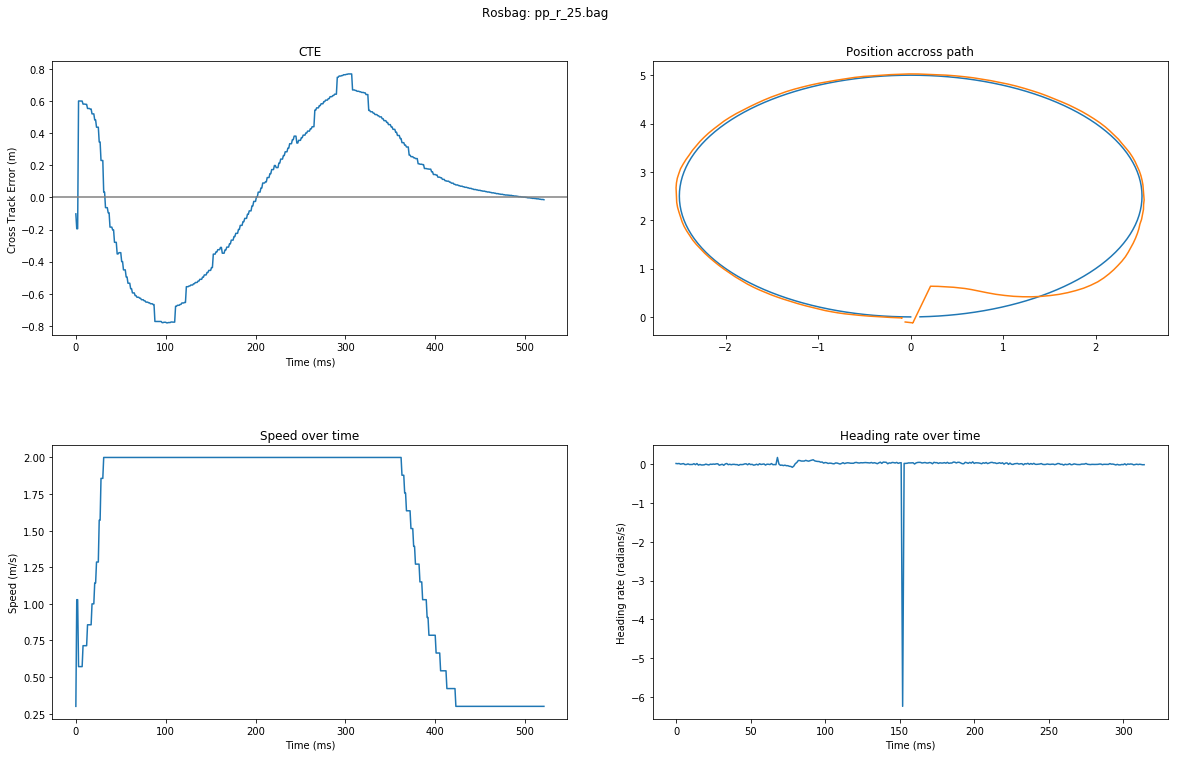 Rosbag: pp_r_25.bag
CTE
Cross Track Error (m)
0.8
0.6
0.4
0.2
0.0
−0.2
−0.4
−0.6
−0.8
0 100 200 300 400 500
Time (ms)
Position accross path
5
4
3
2
1
0
−2 −1 0 1 2
Speed over time
Speed (m/s)
2.00
1.75
1.50
1.25
1.00
0.75
0.50
0.25
0 100 200 300 400 500
Time (ms)
Heading rate over time
Heading rate (radians/s)
0
−1
−2
−3
−4
−5
−6
0 50 100 150 200 250 300
Time (ms)